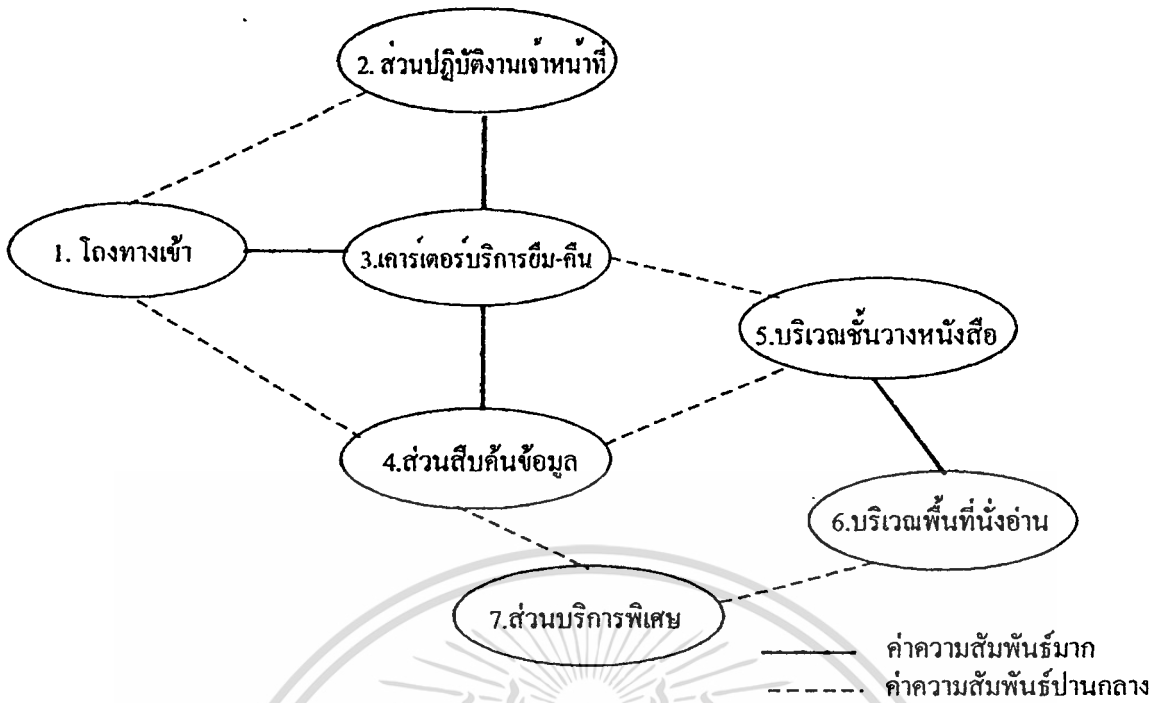 2. ส่วนปฏิบัติงานเจ้าหน้าที่
1. โถงทางเข้า
3.เคาร์เตอร์บริการยืม-คืน
5.บริเวณชั้นวางหนังสือ
4.ส่วนสืบค้นข้อมูล
6.บริเวณพื้นที่นั่งอ่าน
7.ส่วนบริการพิเศษ
ค่าความสัมพันธ์มาก
ค่าความสัมพันธ์ปานกลาง